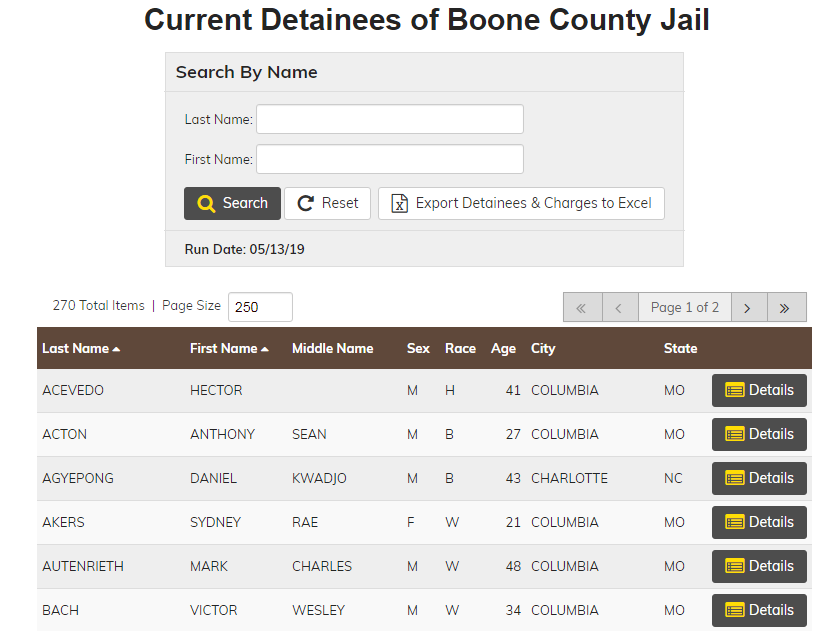 Current Detainees of Boone County Jail
Search By Name
Last Name:
First Name:
Search Reset Export Detainees & Charges to Excel
Run Date: 05/13/19
270 Total Items | Page Size 250 « ‹ Page 1 of 2 › »
Last Name First Name Middle Name Sex Race Age City State
ACEVEDO HECTOR M H 41 COLUMBIA MO Details
ACTON ANTHONY SEAN M B 27 COLUMBIA MO Details
AGYEPONG DANIEL KWADJO M B 43 CHARLOTTE NC Details
AKERS SYDNEY RAE F W 21 COLUMBIA MO Details
AUTENRIETH MARK CHARLES M W 48 COLUMBIA MO Details
BACH VICTOR WESLEY M W 34 COLUMBIA MO Details